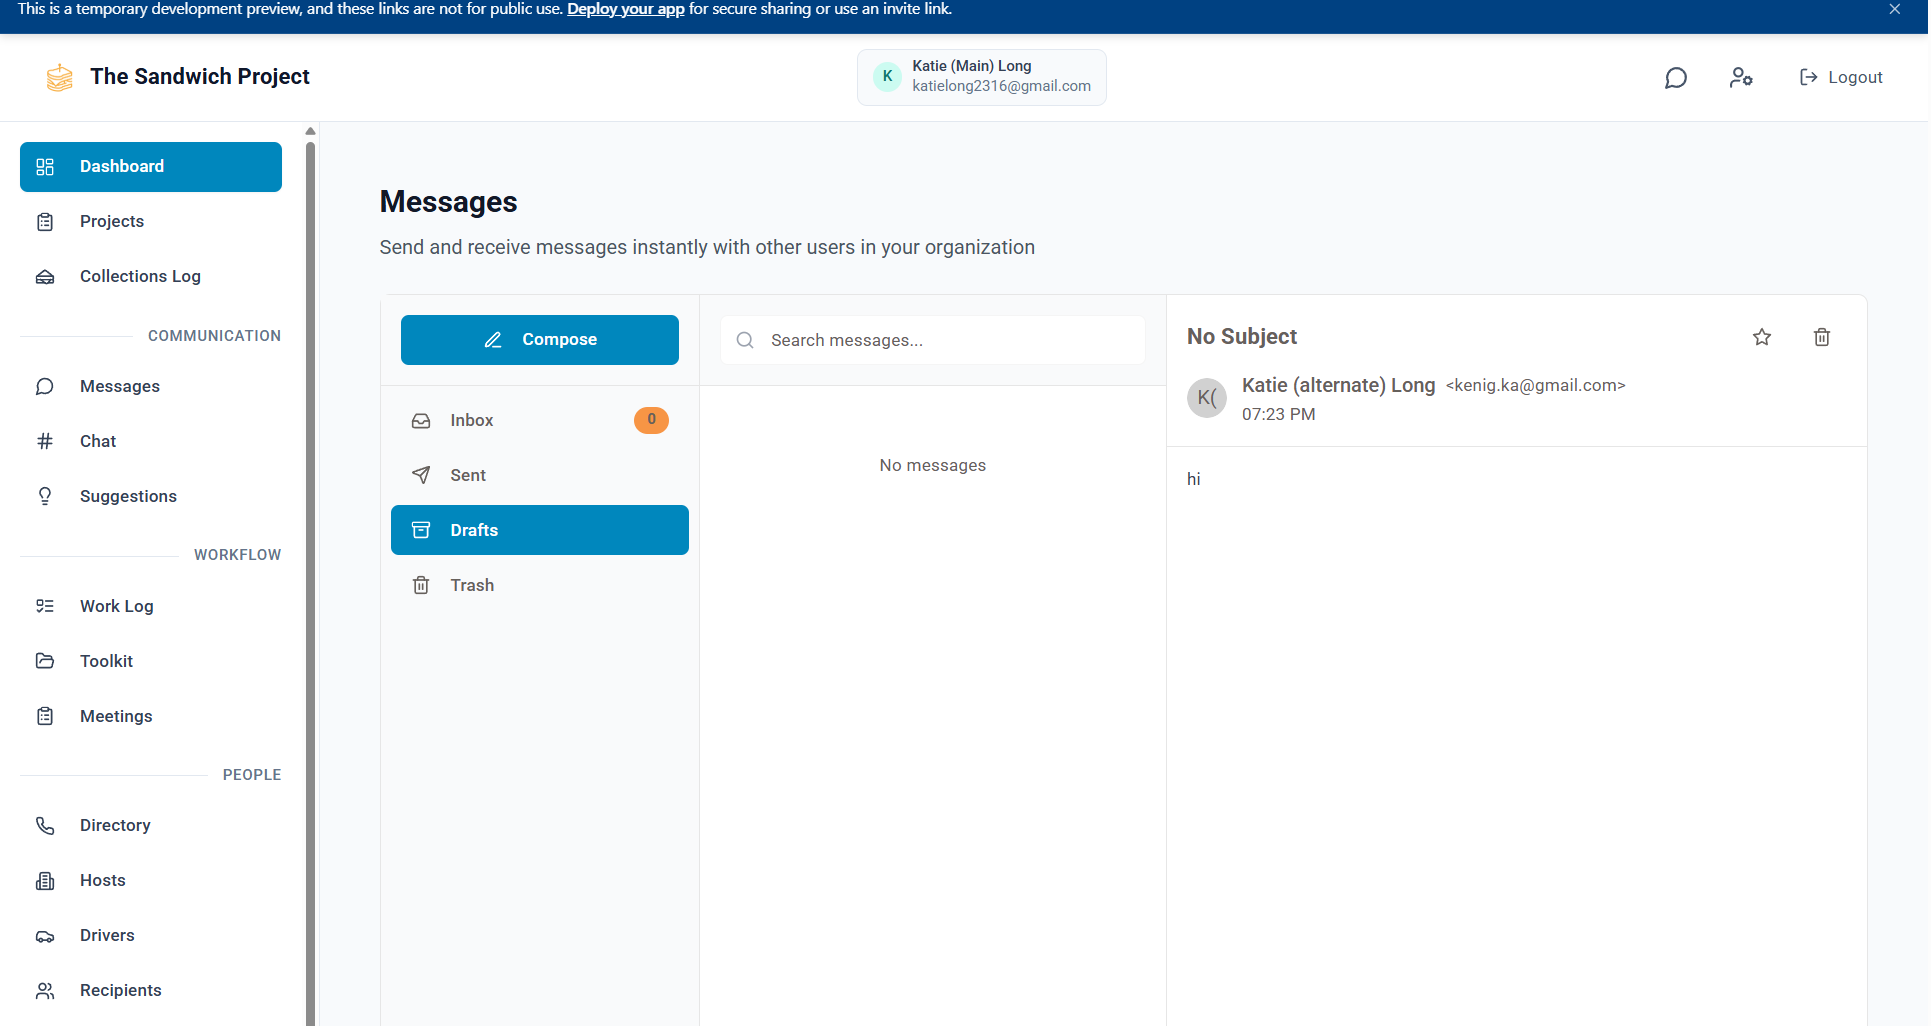 This is a temporary development preview, and these links are not for public use. Deploy your app for secure sharing or use an invite link.
The Sandwich Project
K
Katie (Main) Long
katielong2316@gmail.com
Logout
Dashboard
Projects
Collections Log
COMMUNICATION
Messages
Chat
Suggestions
WORKFLOW
Work Log
Toolkit
Meetings
PEOPLE
Directory
Hosts
Drivers
Recipients
Messages
Send and receive messages instantly with other users in your organization
Compose
Inbox
0
Sent
Drafts
Trash
Search messages...
No messages
No Subject
K(
Katie (alternate) Long <kenig.ka@gmail.com>
07:23 PM
hi